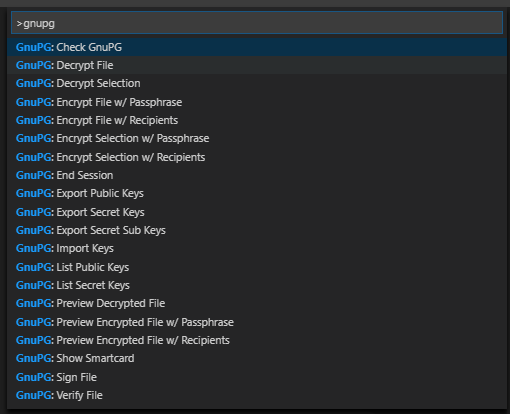 >gnupg
GnuPG: Check GnuPG
GnuPG: Decrypt File
GnuPG: Decrypt Selection
GnuPG: Encrypt File w/ Passphrase
GnuPG: Encrypt File w/ Recipients
GnuPG: Encrypt Selection w/ Passphrase
GnuPG: Encrypt Selection w/ Recipients
GnuPG: End Session
GnuPG: Export Public Keys
GnuPG: Export Secret Keys
GnuPG: Export Secret Sub Keys
GnuPG: Import Keys
GnuPG: List Public Keys
GnuPG: List Secret Keys
GnuPG: Preview Decrypted File
GnuPG: Preview Encrypted File w/ Passphrase
GnuPG: Preview Encrypted File w/ Recipients
GnuPG: Show Smartcard
GnuPG: Sign File
GnuPG: Verify File